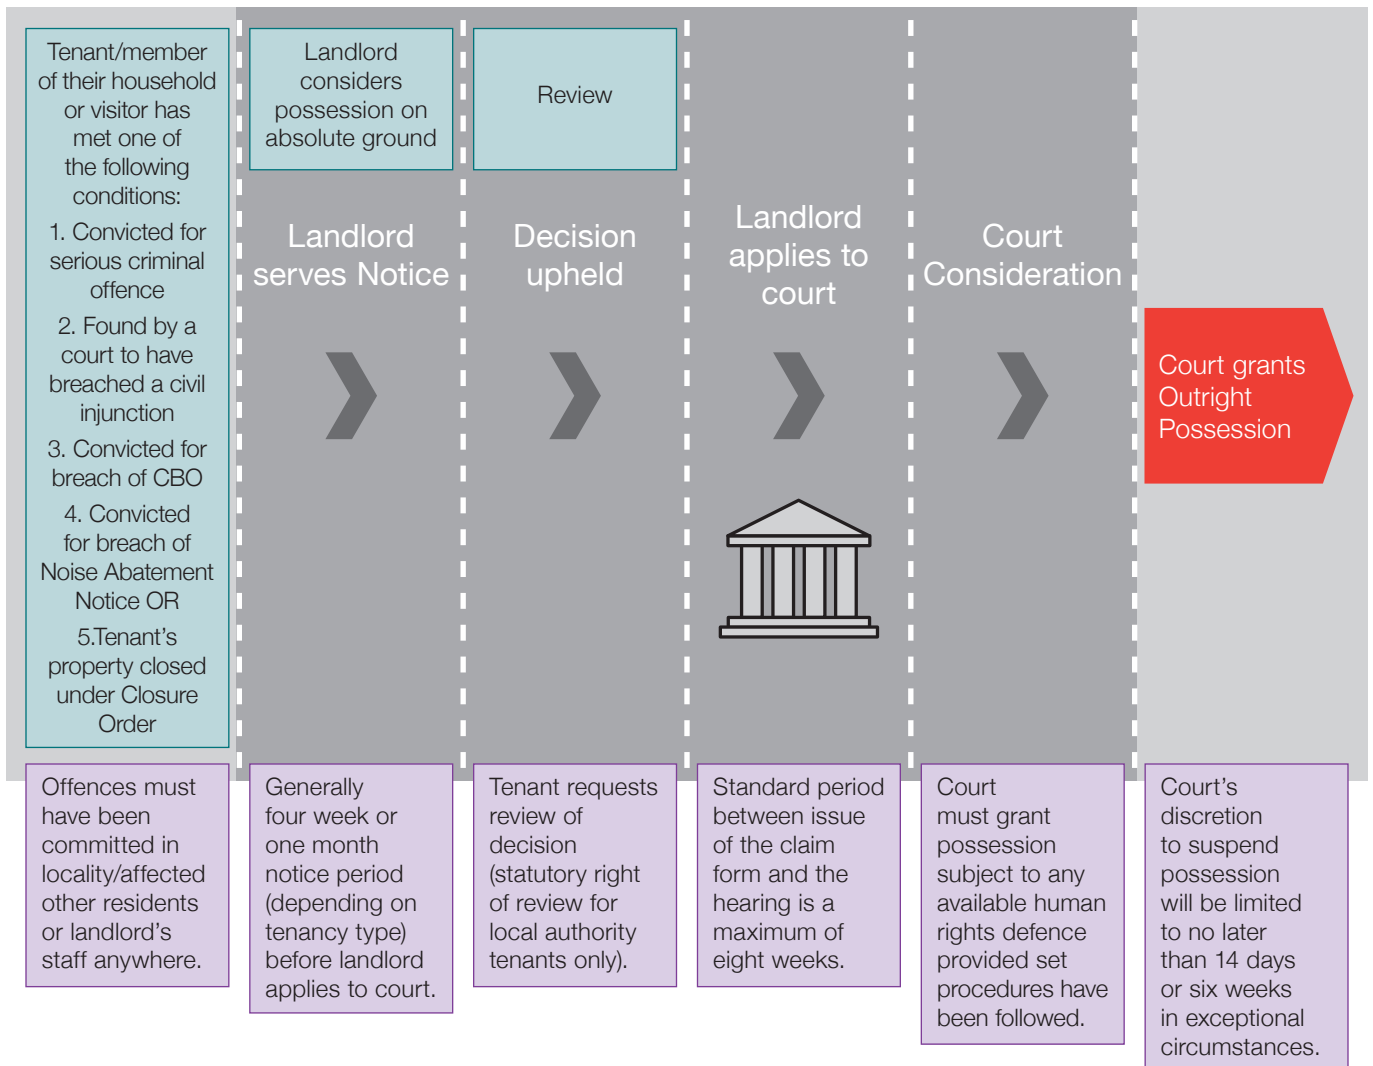 Tenant/member
of their household
or visitor has
met one of
the following
conditions:
1. Convicted for
serious criminal
offence
2. Found by a
court to have
breached a civil
injunction
3. Convicted for
breach of CBO
4. Convicted
for breach of
Noise Abatement
Notice OR
5.Tenant’s
property closed
under Closure
Order
Landlord
considers
possession on
absolute ground
Review
Landlord
serves Notice
Decision
upheld
Landlord
applies to
court
Court
Consideration
Court grants
Outright
Possession
Offences must
have been
committed in
locality/affected
other residents
or landlord’s
staff anywhere.
Generally
four week or
one month
notice period
(depending on
tenancy type)
before landlord
applies to court.
Tenant requests
review of
decision
(statutory right
of review for
local authority
tenants only).
Standard period
between issue
of the claim
form and the
hearing is a
maximum of
eight weeks.
Court
must grant
possession
subject to any
available human
rights defence
provided set
procedures have
been followed.
Court’s
discretion
to suspend
possession
will be limited
to no later
than 14 days
or six weeks
in exceptional
circumstances.